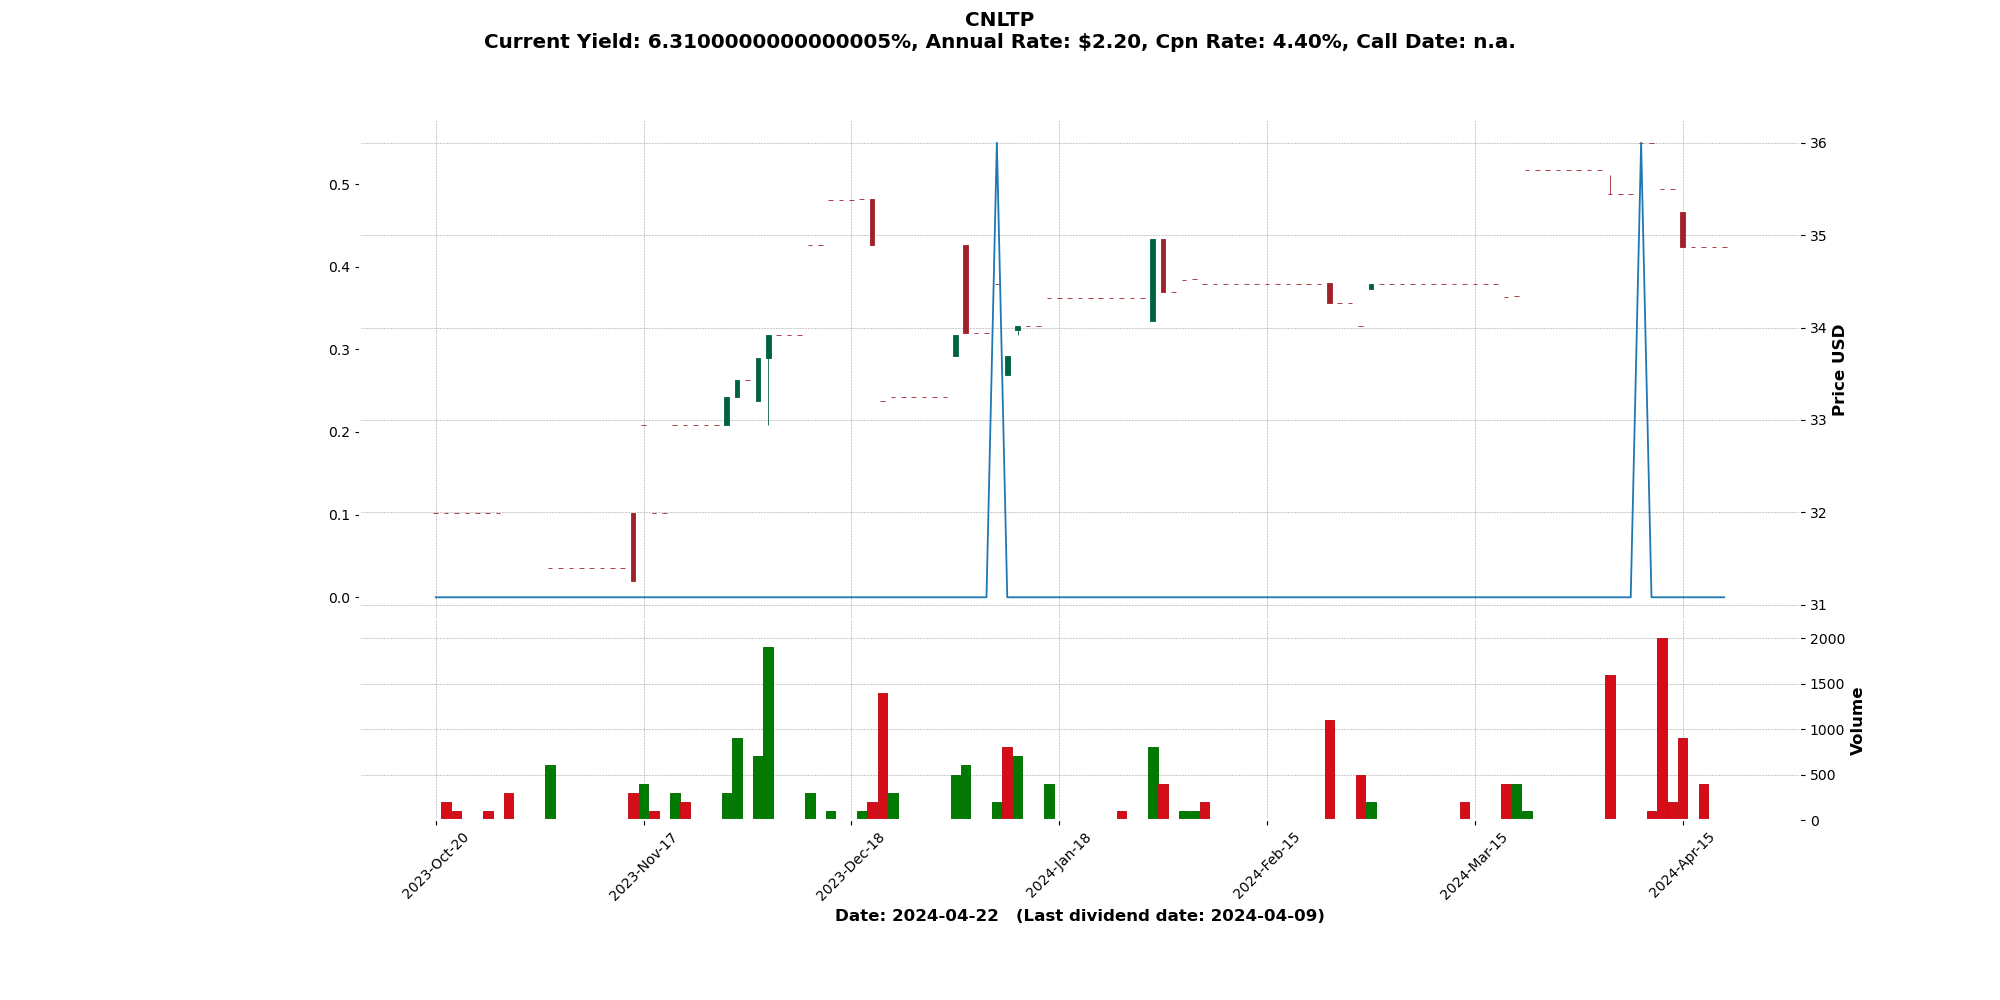 CNLTP
Current Yield: 6.3100000000000005%, Annual Rate: $2.20, Cpn Rate: 4.40%, Call Date: n.a.
0.5
0.4
0.3
0.2
0.1
0.0
36
35
34
33
32
31
Price USD
2000
1500
1000
500
0
Volume
2023-Oct-20
2023-Nov-17
2023-Dec-18
2024-Jan-18
2024-Feb-15
2024-Mar-15
2024-Apr-15
Date: 2024-04-22   (Last dividend date: 2024-04-09)